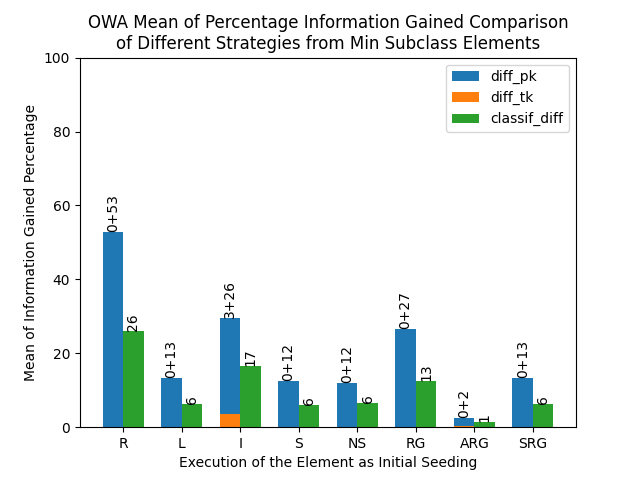 OWA Mean of Percentage Information Gained Comparison
of Different Strategies from Min Subclass Elements
Mean of Information Gained Percentage
100
80
60
40
20
0
diff_pk
diff_tk
classif_diff
0+53
26
0+13
6
3+26
17
0+12
6
0+12
6
0+27
13
0+2
1
0+13
6
R
L
I
S
NS
RG
ARG
SRG
Execution of the Element as Initial Seeding